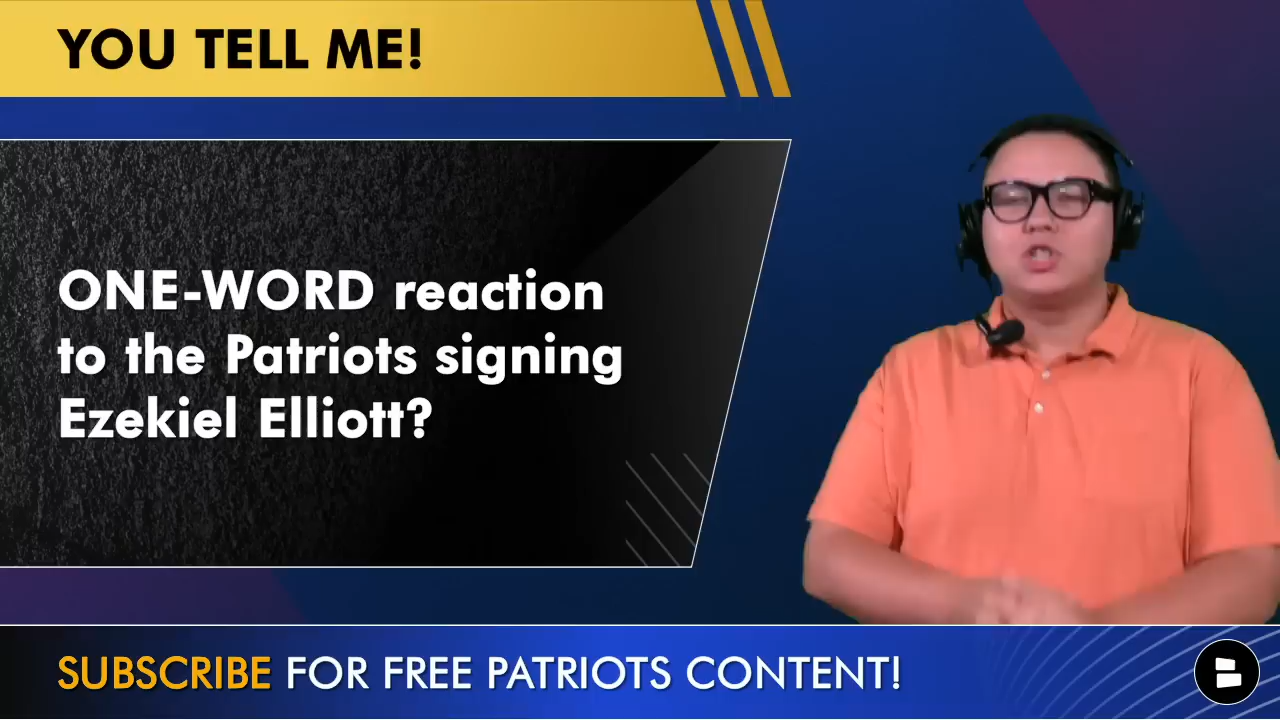 YOU TELL ME!
ONE-WORD reaction
to the Patriots signing
Ezekiel Elliott?
SUBSCRIBE FOR FREE PATRIOTS CONTENT!